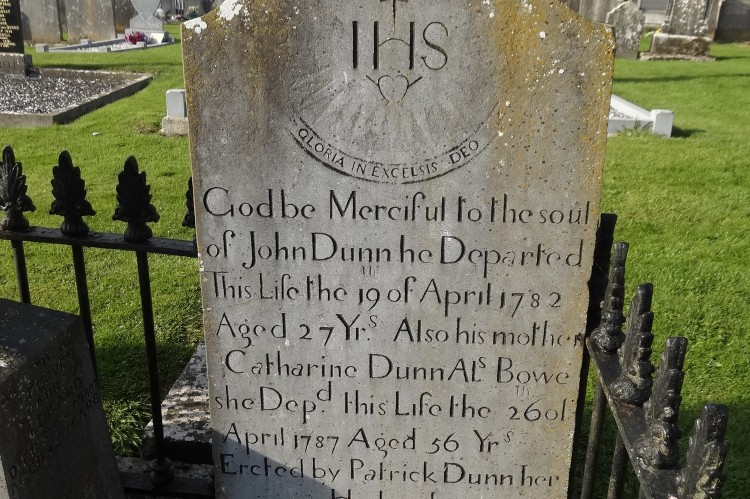 IHS
GLORIA IN EXCELSIS DEO
God be Merciful to the soul
of John Dunn he Departed
This Life the 19th of April 1782
Aged 27 Yrs. Also his mother
Catharine Dunn Als Bowe
she Depd. this Life the 26th of
April 1787 Aged 56 Yrs
Erected by Patrick Dunn her